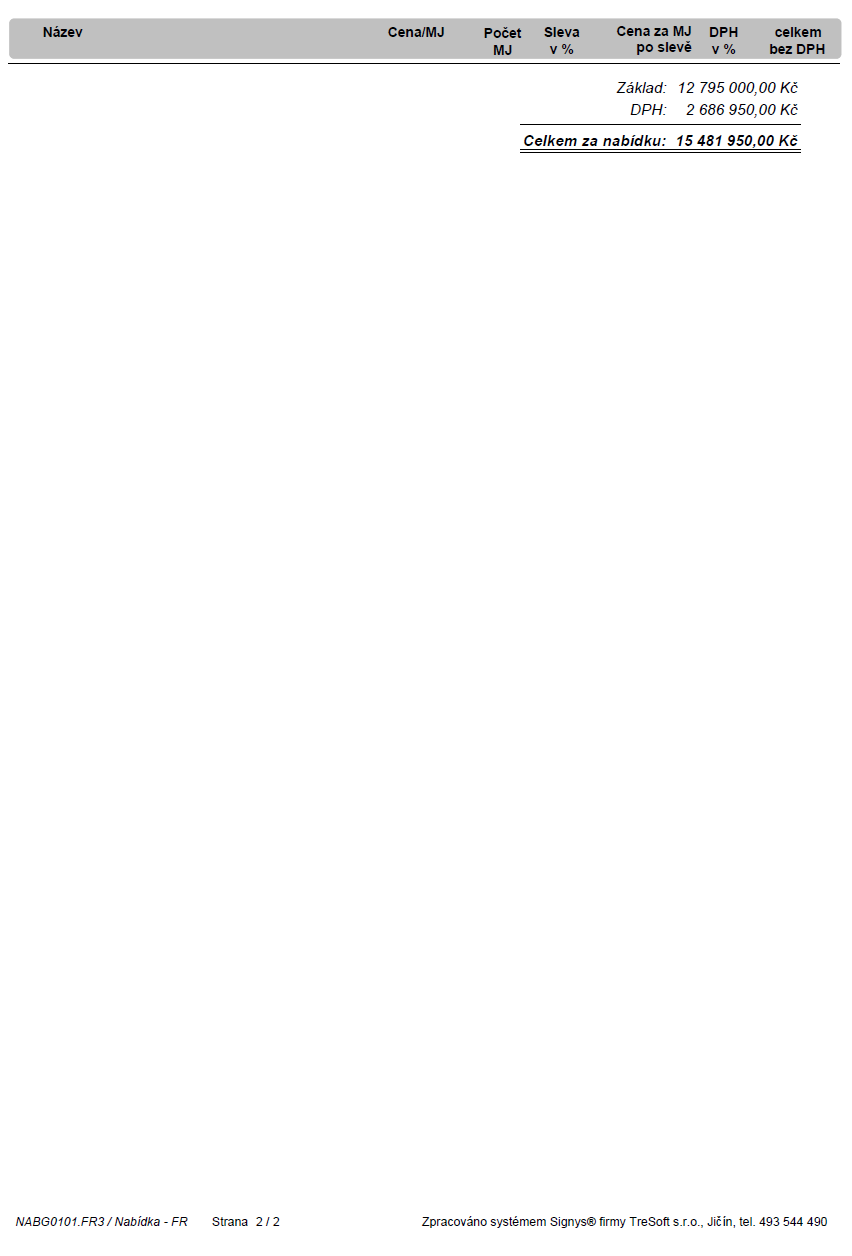 Název Cena/MJ Počet MJ Sleva v % Cena za MJ po slevě DPH v % celkem bez DPH
Základ: 12 795 000,00 Kč
DPH: 2 686 950,00 Kč
Celkem za nabídku: 15 481 950,00 Kč
NABG0101.FR3 / Nabídka - FR Strana 2 / 2 Zpracováno systémem Signys® firmy TreSoft s.r.o., Jičín, tel. 493 544 490